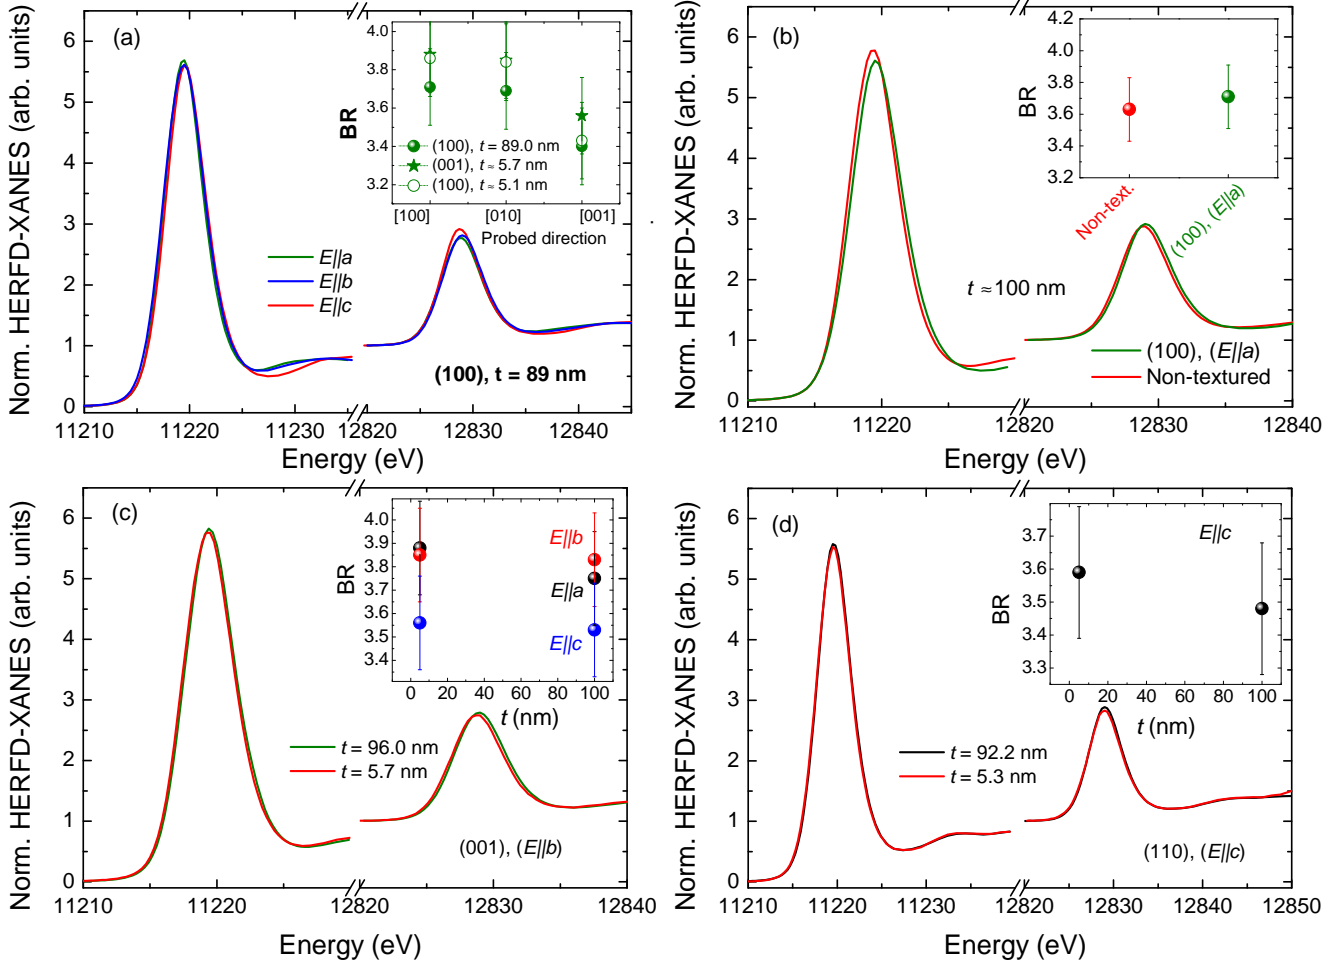 (a)
Norm. HERFD-XANES (arb. units)
6
5
4
3
2
1
0
11210
11220
11230
12820
12830
12840
Energy (eV)
E||a
E||b
E||c
(100), t = 89 nm
BR
4.0
3.8
3.6
3.4
3.2
(100), t = 89.0 nm
(001), t ≈ 5.7 nm
(100), t ≈ 5.1 nm
[100]
[010]
[001]
Probed direction
(b)
Norm. HERFD-XANES (arb. units)
6
5
4
3
2
1
0
11210
11220
12820
12830
12840
Energy (eV)
t ≈ 100 nm
(100), (E||a)
Non-textured
BR
4.2
4.0
3.8
3.6
3.4
3.2
Non-text.
(100), (E||a)
(c)
Norm. HERFD-XANES (arb. units)
6
5
4
3
2
1
0
11210
11220
12820
12830
12840
Energy (eV)
t = 96.0 nm
t = 5.7 nm
(001), (E||b)
BR
4.0
3.9
3.8
3.7
3.6
3.5
3.4
E||b
E||a
E||c
0 20 40 60 80 100
t (nm)
(d)
Norm. HERFD-XANES (arb. units)
6
5
4
3
2
1
0
11210
11220
11230
12820
12830
12840
12850
Energy (eV)
t = 92.2 nm
t = 5.3 nm
(110), (E||c)
BR
3.7
3.6
3.5
3.4
3.3
E||c
0 20 40 60 80 100
t (nm)